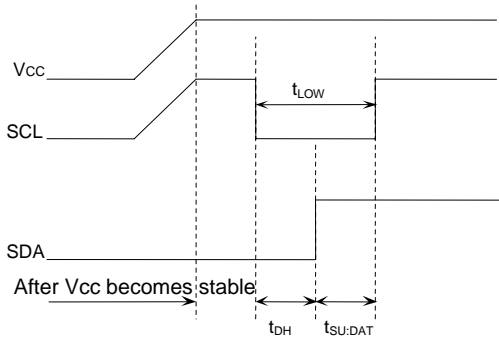 Vcc
tLOW
SCL
SDA
After Vcc becomes stable
tDH tSU:DAT